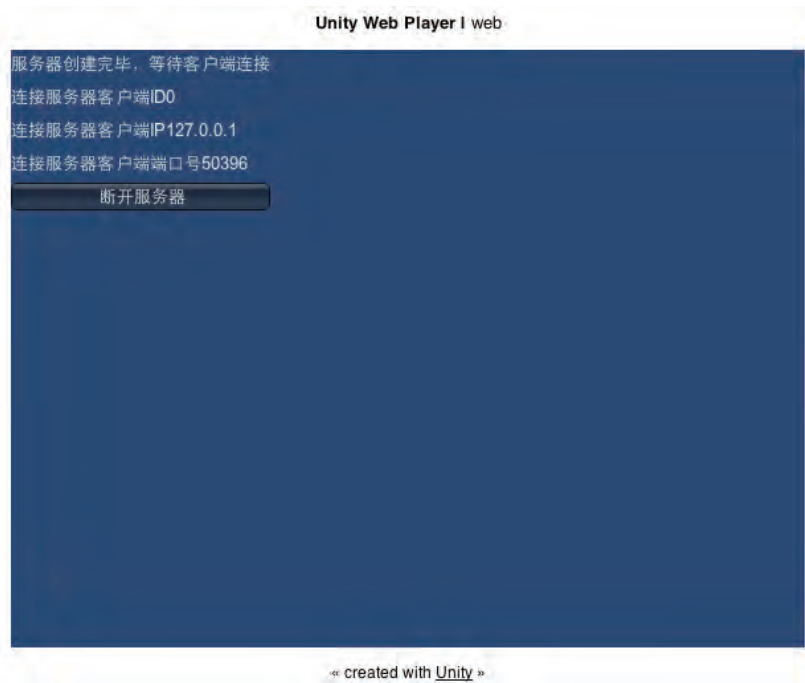 Unity Web Player | web
服务器创建完毕，等待客户端连接
连接服务器客户端ID0
连接服务器客户端IP127.0.0.1
连接服务器客户端端口号50396
断开服务器
« created with Unity »